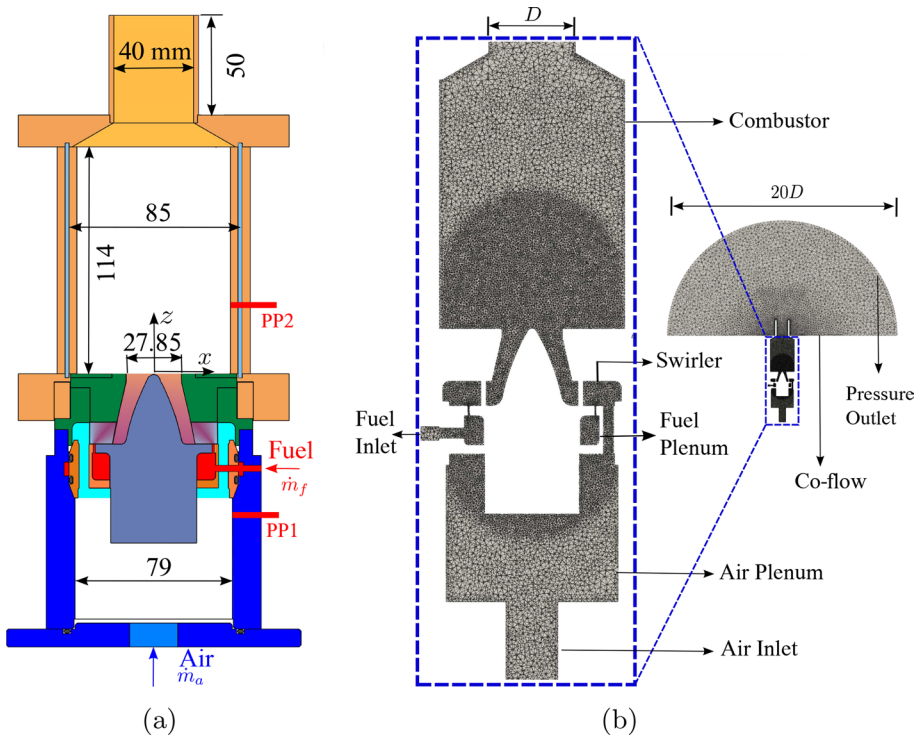 40 mm
50
85
114
PP2
z
27.85
x
Fuel
ṁ_f
PP1
79
Air
ṁ_a
(a)
D
Combustor
20D
Swirler
Fuel
Inlet
Fuel
Plenum
Pressure
Outlet
Co-flow
Air Plenum
Air Inlet
(b)